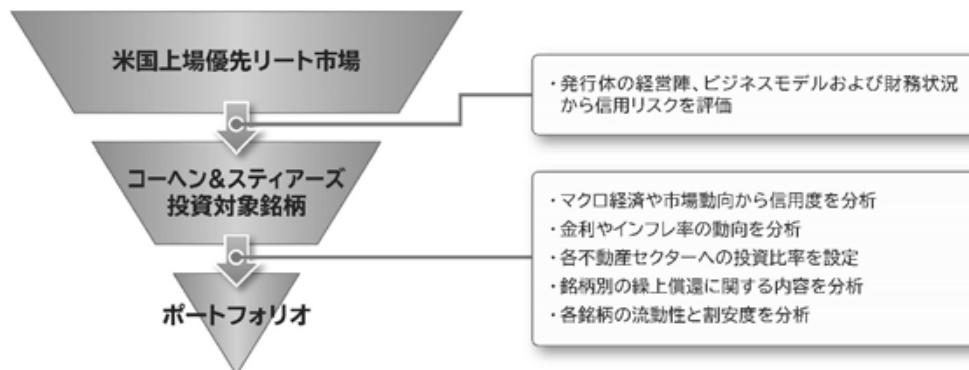 米国上場優先リート市場
・発行体の経営陣、ビジネスモデルおよび財務状況
から信用リスクを評価
コーヘン&スティアーズ
投資対象銘柄
・マクロ経済や市場動向から信用度を分析
・金利やインフレ率の動向を分析
・各不動産セクターへの投資比率を設定
・銘柄別の繰上償還に関する内容を分析
・各銘柄の流動性と割安度を分析
ポートフォリオ